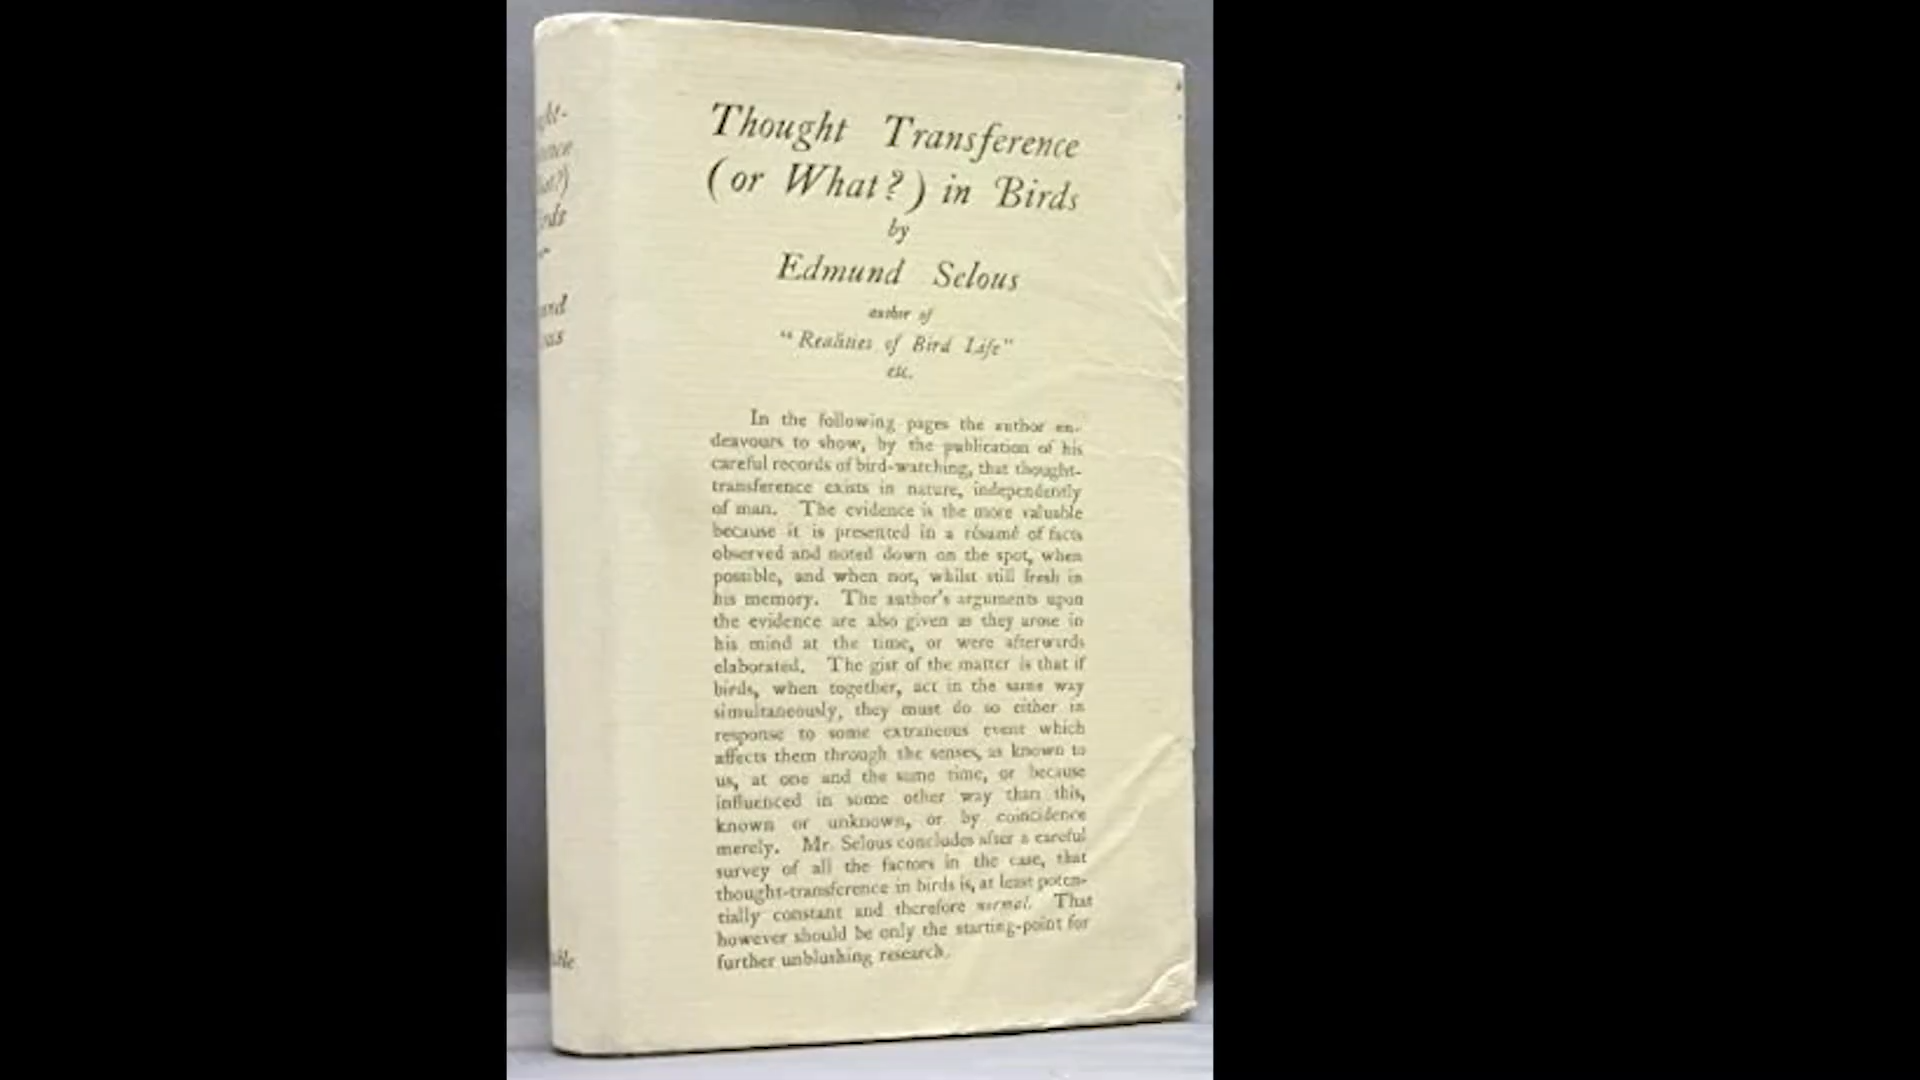 Thought Transference
(or What?) in Birds
by
Edmund Selous
author of
"Realities of Bird Life"
etc.
In the following pages the author en-
deavours to show, by the publication of his
careful records of bird-watching, that thought-
transference exists in nature, independently
of man. The evidence is the more valuable
because it is presented in a résumé of facts
observed and noted down on the spot, when
possible, and when not, whilst still fresh in
his memory. The author's arguments upon
the evidence are also given as they arose in
his mind at the time, or were afterwards
elaborated. The gist of the matter is that if
birds, when together, act in the same way
simultaneously, they must do so either in
response to some extraneous event which
affects them through the senses, as known to
us, at one and the same time, or because
influenced in some other way than this,
known or unknown, or by coincidence
merely. Mr. Selous concludes after a careful
survey of all the factors in the case, that
thought-transference in birds is, at least poten-
tially constant and therefore normal. That
however should be only the starting-point for
further unblushing research.